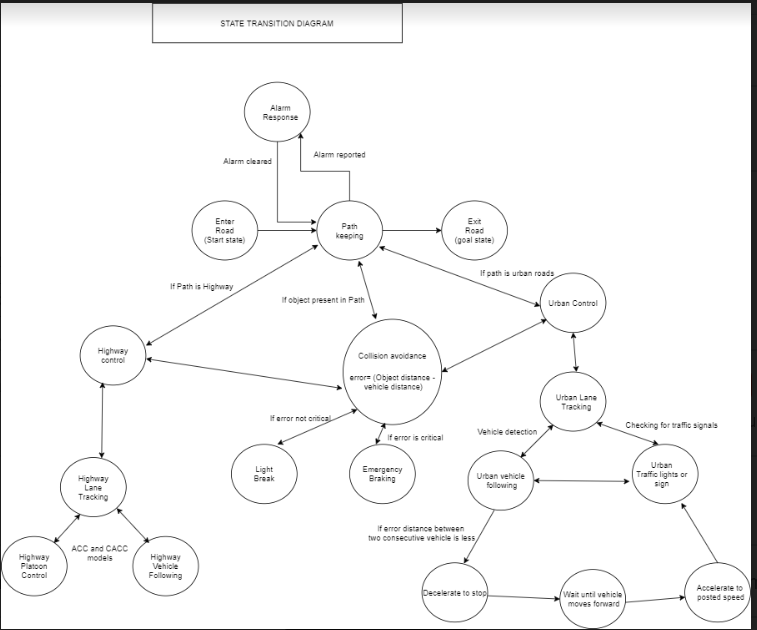 STATE TRANSITION DIAGRAM
Alarm
Response
Alarm cleared
Alarm reported
Enter
Road
(Start state)
Path
keeping
Exit
Road
(goal state)
If Path is Highway
If object present in Path
If path is urban roads
Urban Control
Highway
control
Collision avoidance
error= (Object distance -
vehicle distance)
Urban Lane
Tracking
If error not critical
If error is critical
Vehicle detection
Checking for traffic signals
Light
Break
Emergency
Braking
Urban vehicle
following
Urban
Traffic lights or
sign
Highway
Lane
Tracking
If error distance between
two consecutive vehicle is less
ACC and CACC
models
Highway
Platoon
Control
Highway
Vehicle
Following
Decelerate to stop
Wait until vehicle
moves forward
Accelerate to
posted speed